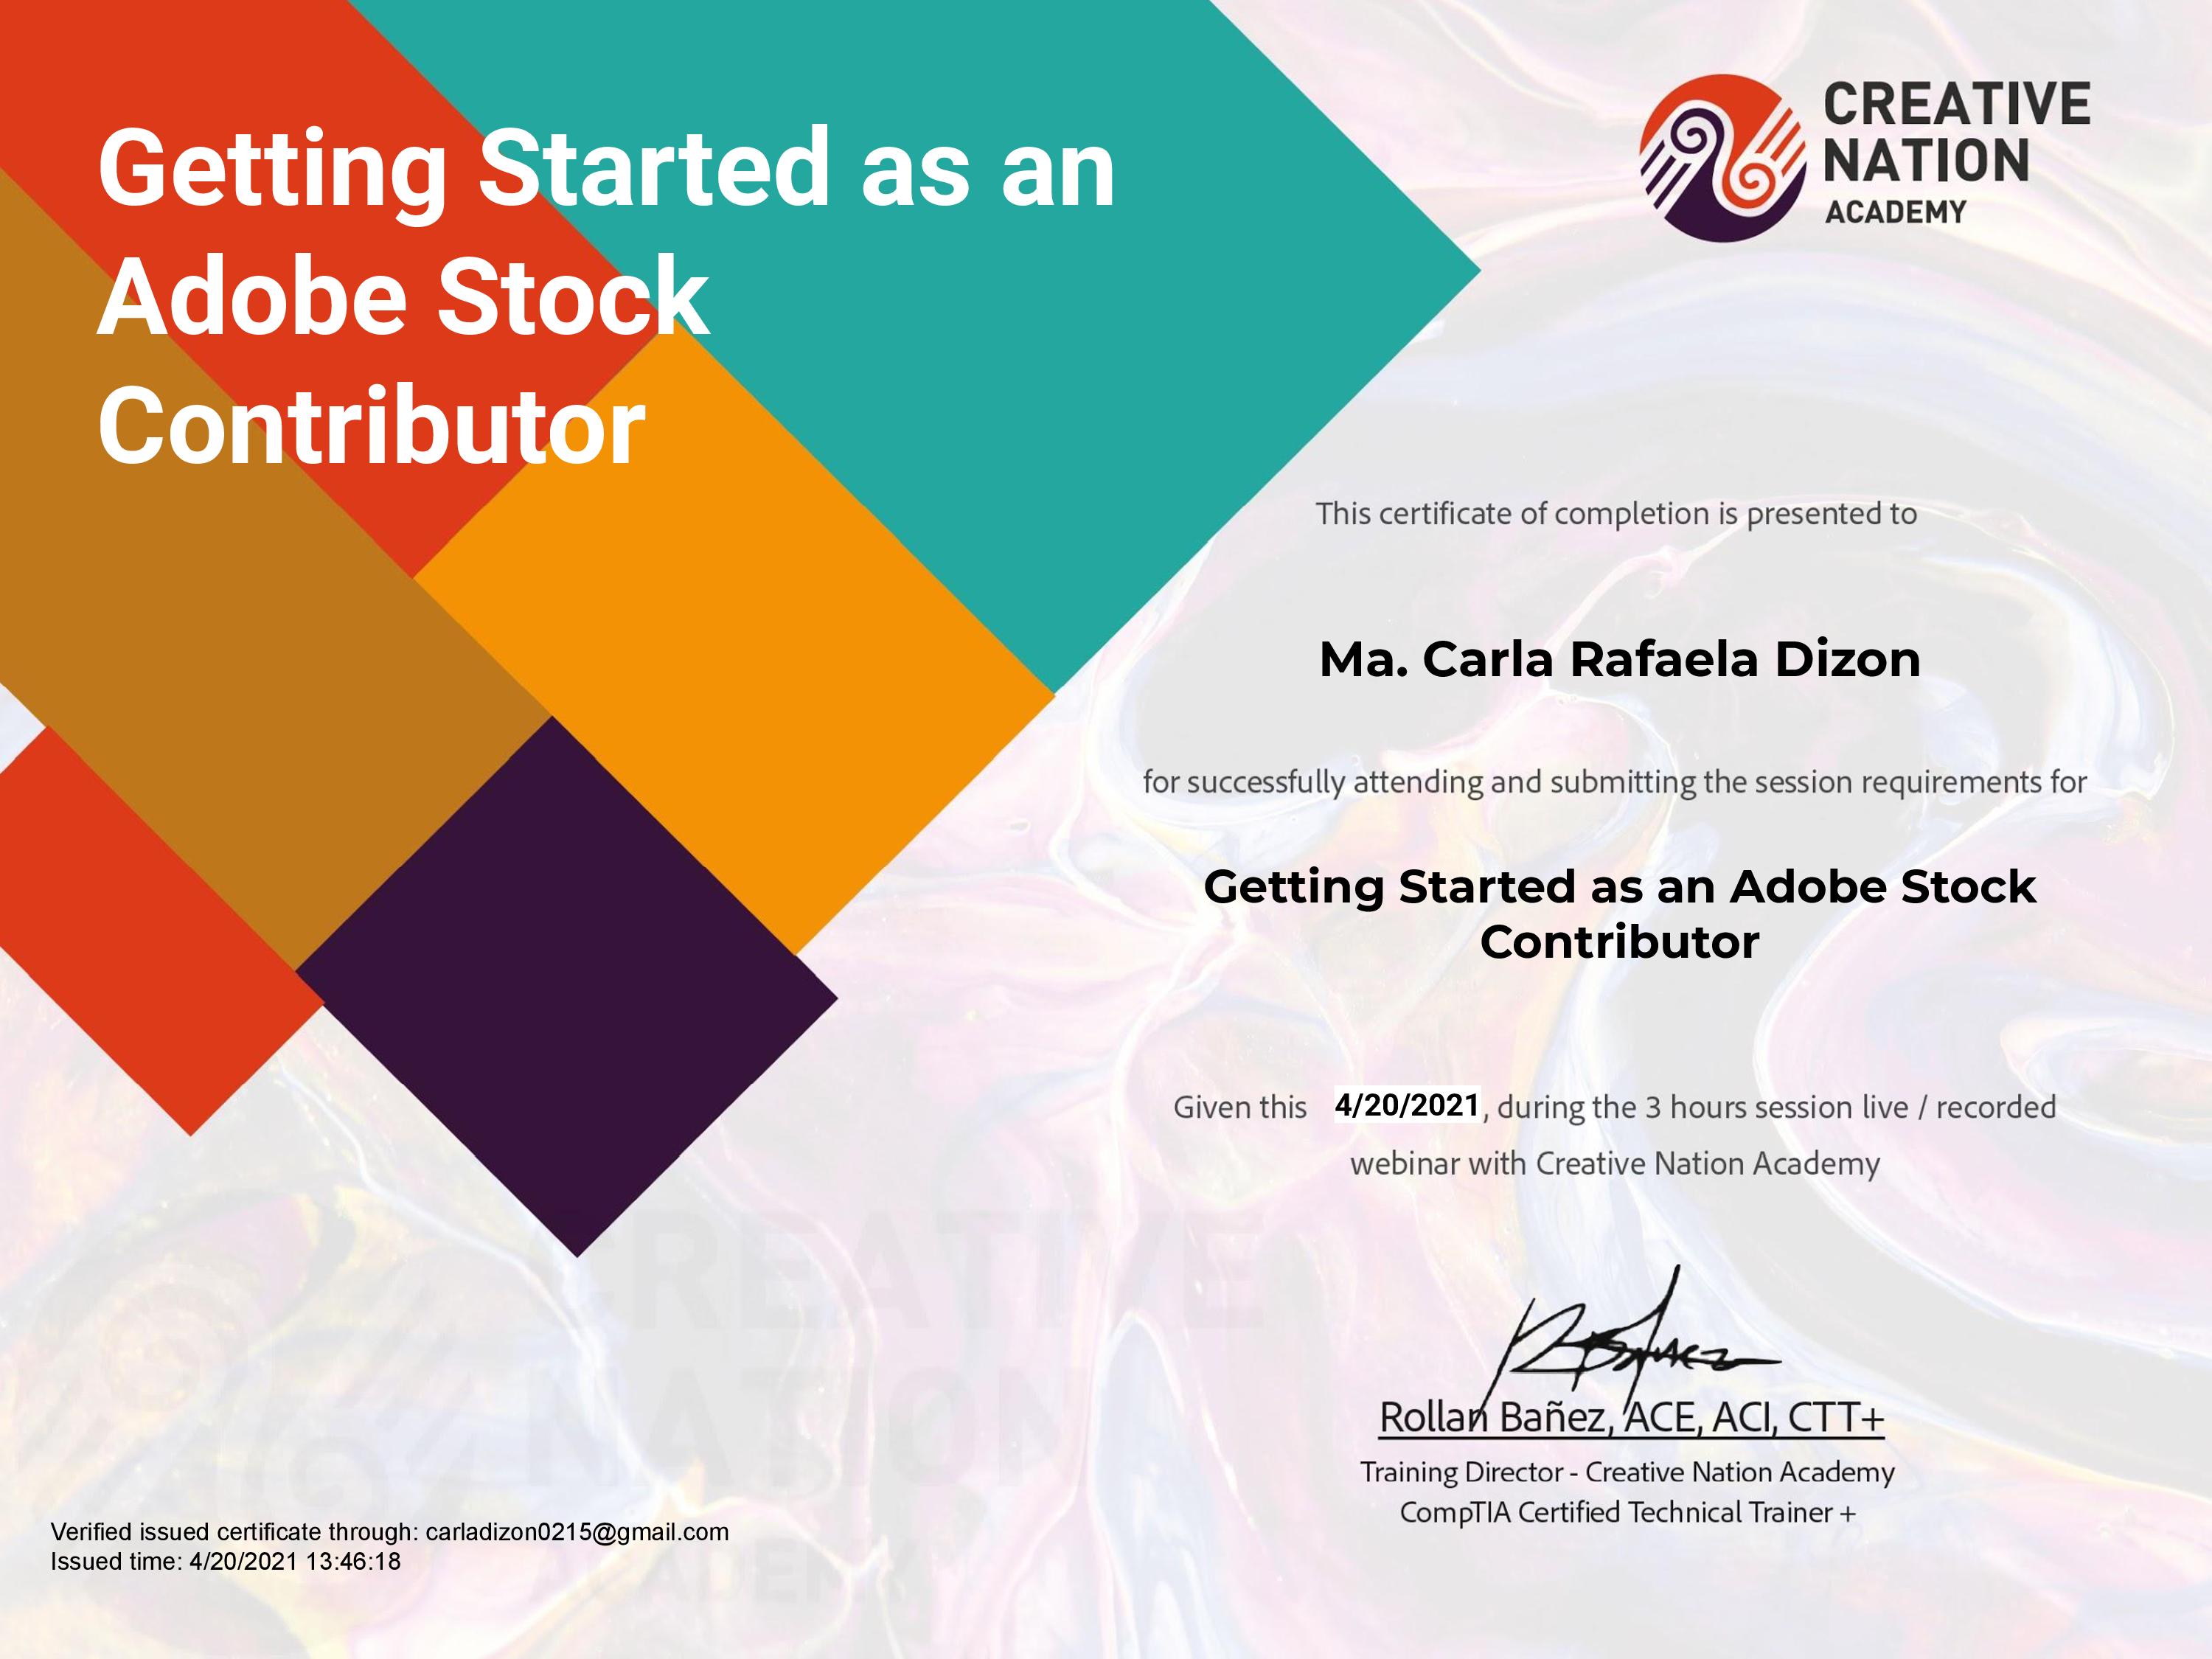 Getting Started as an
Adobe Stock
Contributor
CREATIVE
NATION
ACADEMY
This certificate of completion is presented to
Ma. Carla Rafaela Dizon
for successfully attending and submitting the session requirements for
Getting Started as an Adobe Stock
Contributor
Given this 4/20/2021, during the 3 hours session live / recorded
webinar with Creative Nation Academy
CREATIVE
NATION
ACADEMY
Rollan Bañez, ACE, ACI, CTT+
Training Director - Creative Nation Academy
CompTIA Certified Technical Trainer +
Verified issued certificate through: carladizon0215@gmail.com
Issued time: 4/20/2021 13:46:18